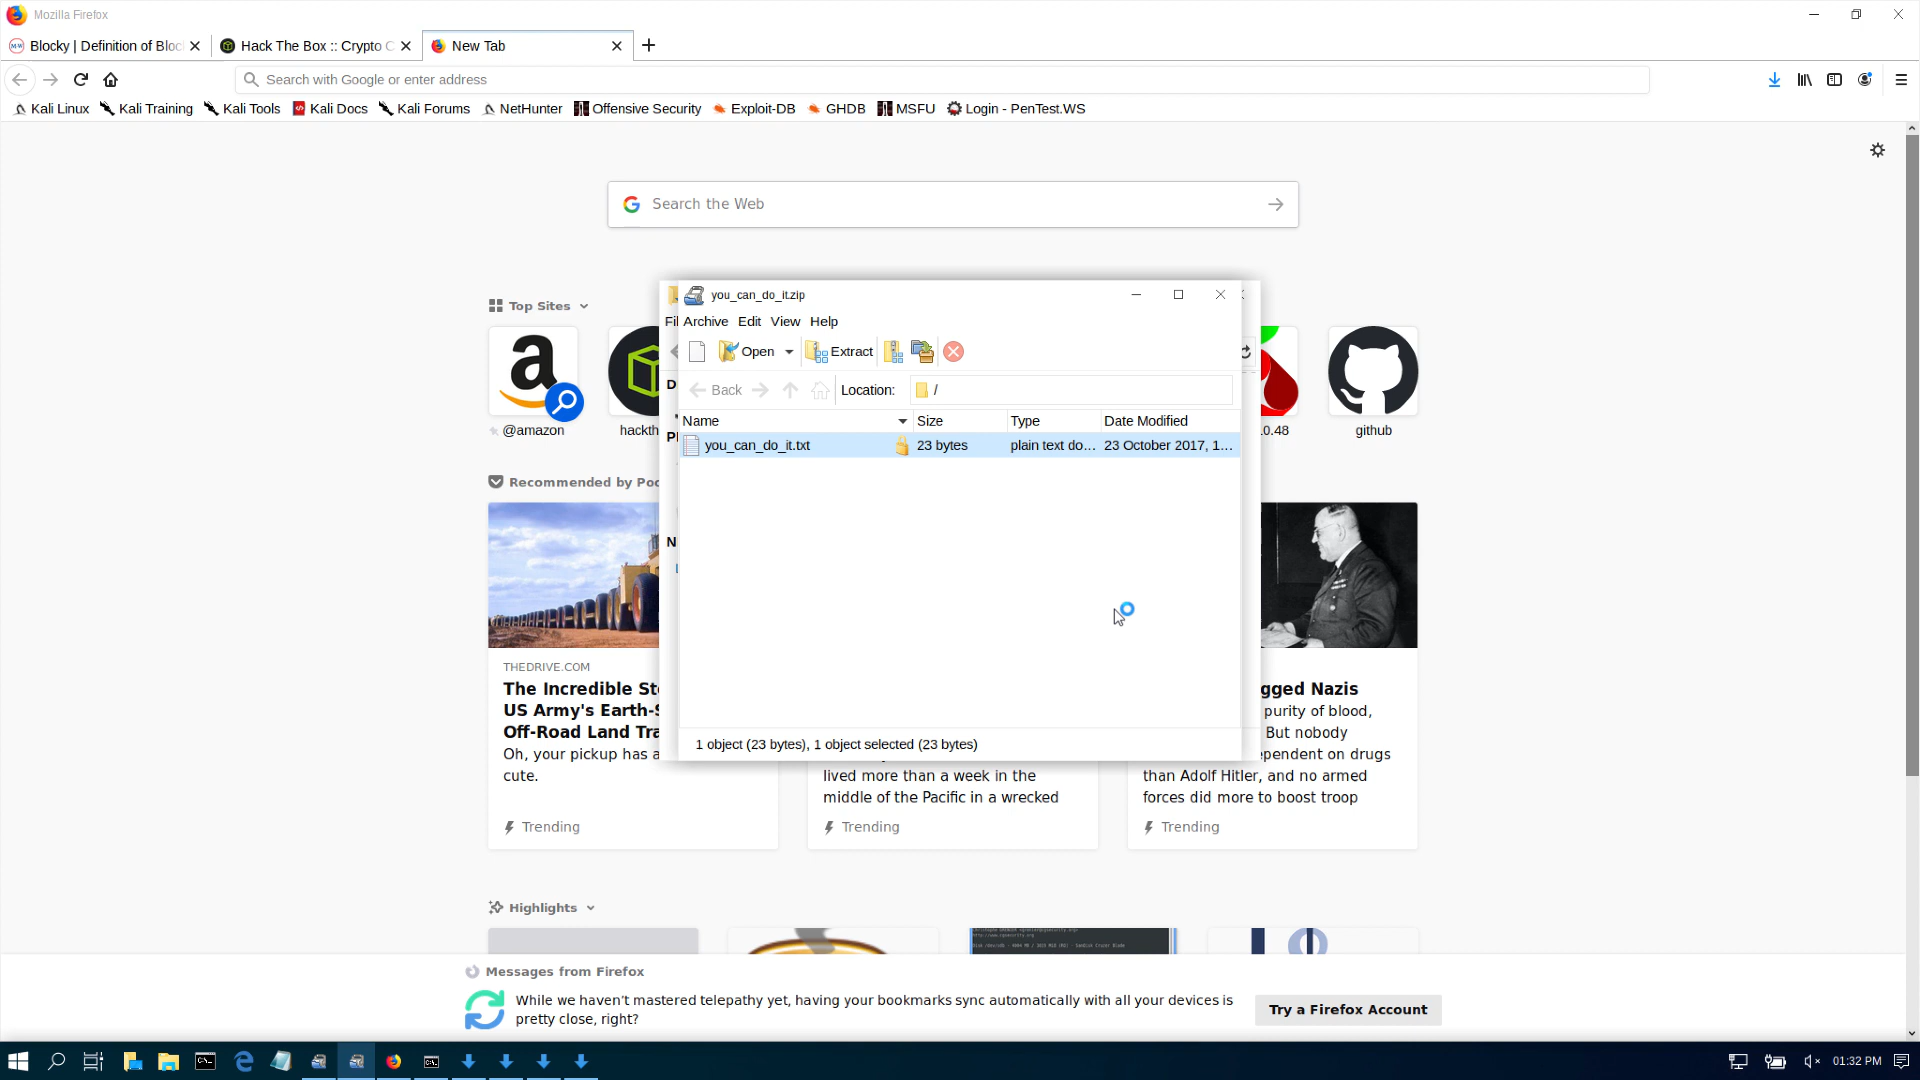 Mozilla Firefox
Blocky | Definition of Bloc
Hack The Box :: Crypto C
New Tab
Search with Google or enter address
Kali Linux
Kali Training
Kali Tools
Kali Docs
Kali Forums
NetHunter
Offensive Security
Exploit-DB
GHDB
MSFU
Login - PenTest.WS
Search the Web
Top Sites
you_can_do_it.zip
Archive Edit View Help
Open
Extract
Back
Location: /
Name Size Type Date Modified
you_can_do_it.txt 23 bytes plain text do... 23 October 2017, 1...
1 object (23 bytes), 1 object selected (23 bytes)
@amazon
hackth
0.48
github
Recommended by Poc
THEDRIVE.COM
The Incredible St
US Army's Earth-S
Off-Road Land Tra
Oh, your pickup has a
cute.
Trending
lived more than a week in the
middle of the Pacific in a wrecked
Trending
gged Nazis
purity of blood,
But nobody
ependent on drugs
than Adolf Hitler, and no armed
forces did more to boost troop
Trending
Highlights
Messages from Firefox
While we haven't mastered telepathy yet, having your bookmarks sync automatically with all your devices is
pretty close, right?
Try a Firefox Account
01:32 PM